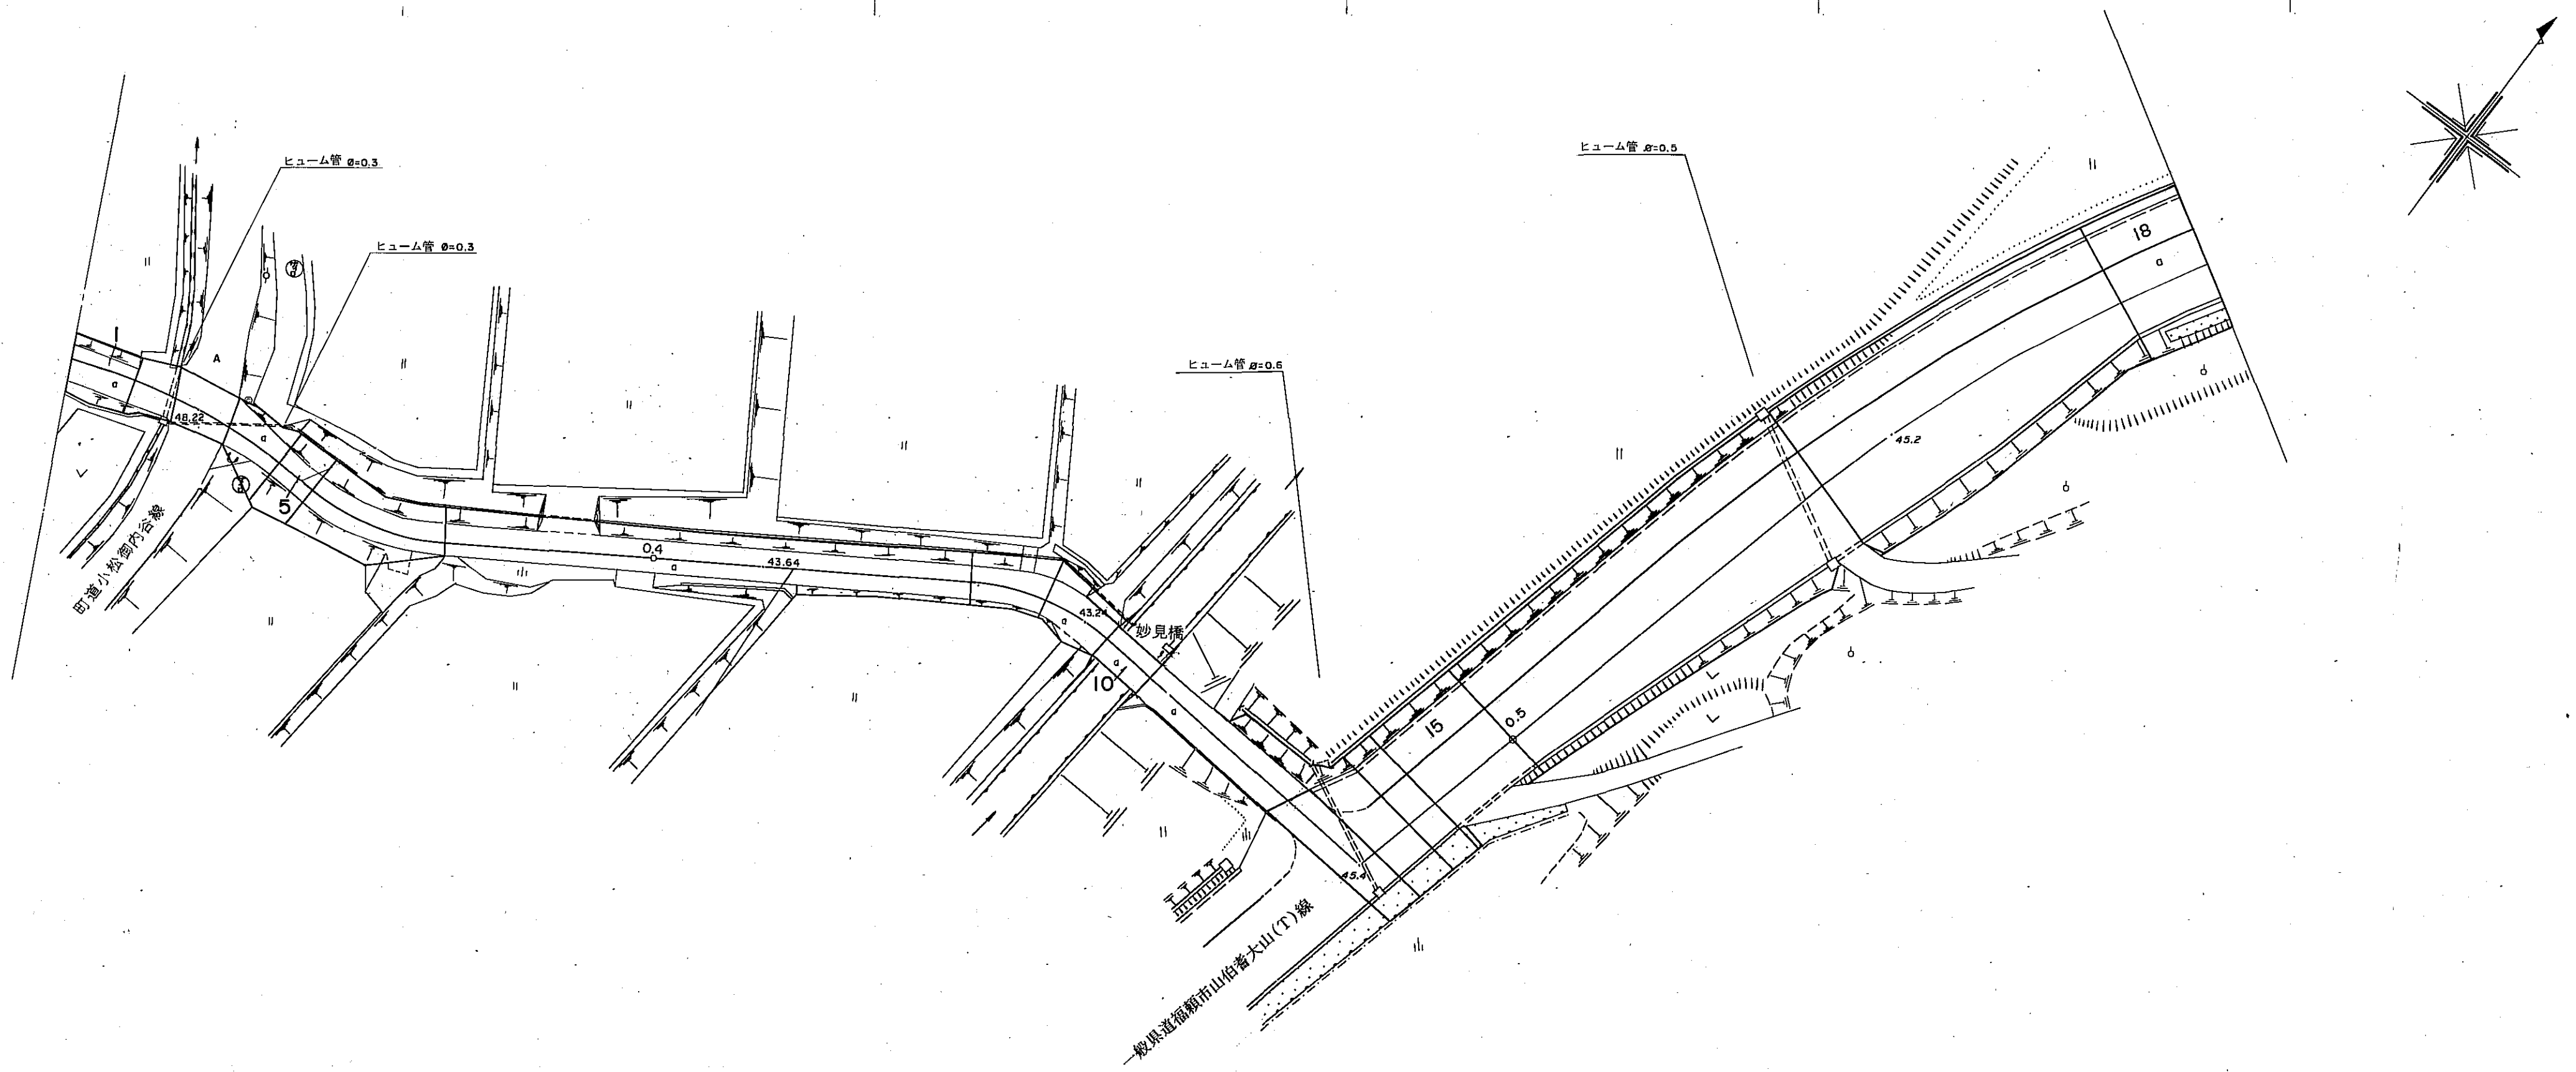 ヒューム管 ø=0.3
ヒューム管 ø=0.5
ヒューム管 ø=0.3
18
a
1
A
ヒューム管 ø=0.6
a
48.22
a
45.2
5
町道小松御内谷線
0.4
43.64
a
43.24
a
妙見橋
a
10
a
15
0.5
45.4
一般県道福頼市山伯耆大山(T)線